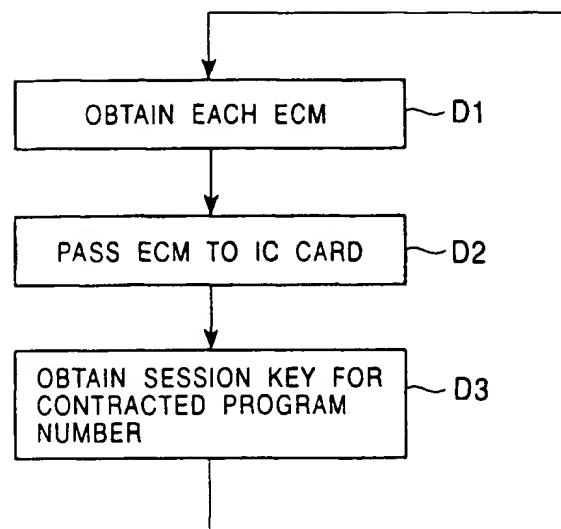 OBTAIN EACH ECM
D1
PASS ECM TO IC CARD
D2
OBTAIN SESSION KEY FOR
CONTRACTED PROGRAM
NUMBER
D3